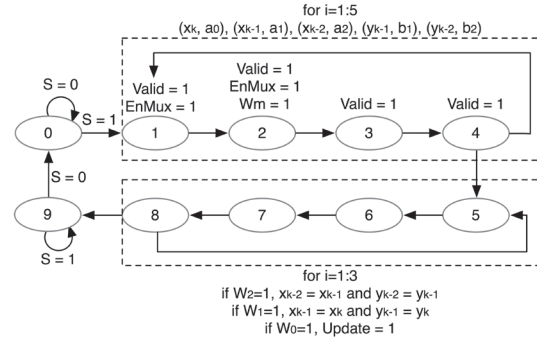 for i=1:5
(xk, a0), (xk-1, a1), (xk-2, a2), (yk-1, b1), (yk-2, b2)
S = 0
S = 1
Valid = 1
EnMux = 1
Valid = 1
EnMux = 1
Wm = 1
Valid = 1
Valid = 1
0
1
2
3
4
S = 0
9
8
7
6
5
S = 1
for i=1:3
if W2=1, xk-2 = xk-1 and yk-2 = yk-1
if W1=1, xk-1 = xk and yk-1 = yk
if W0=1, Update = 1